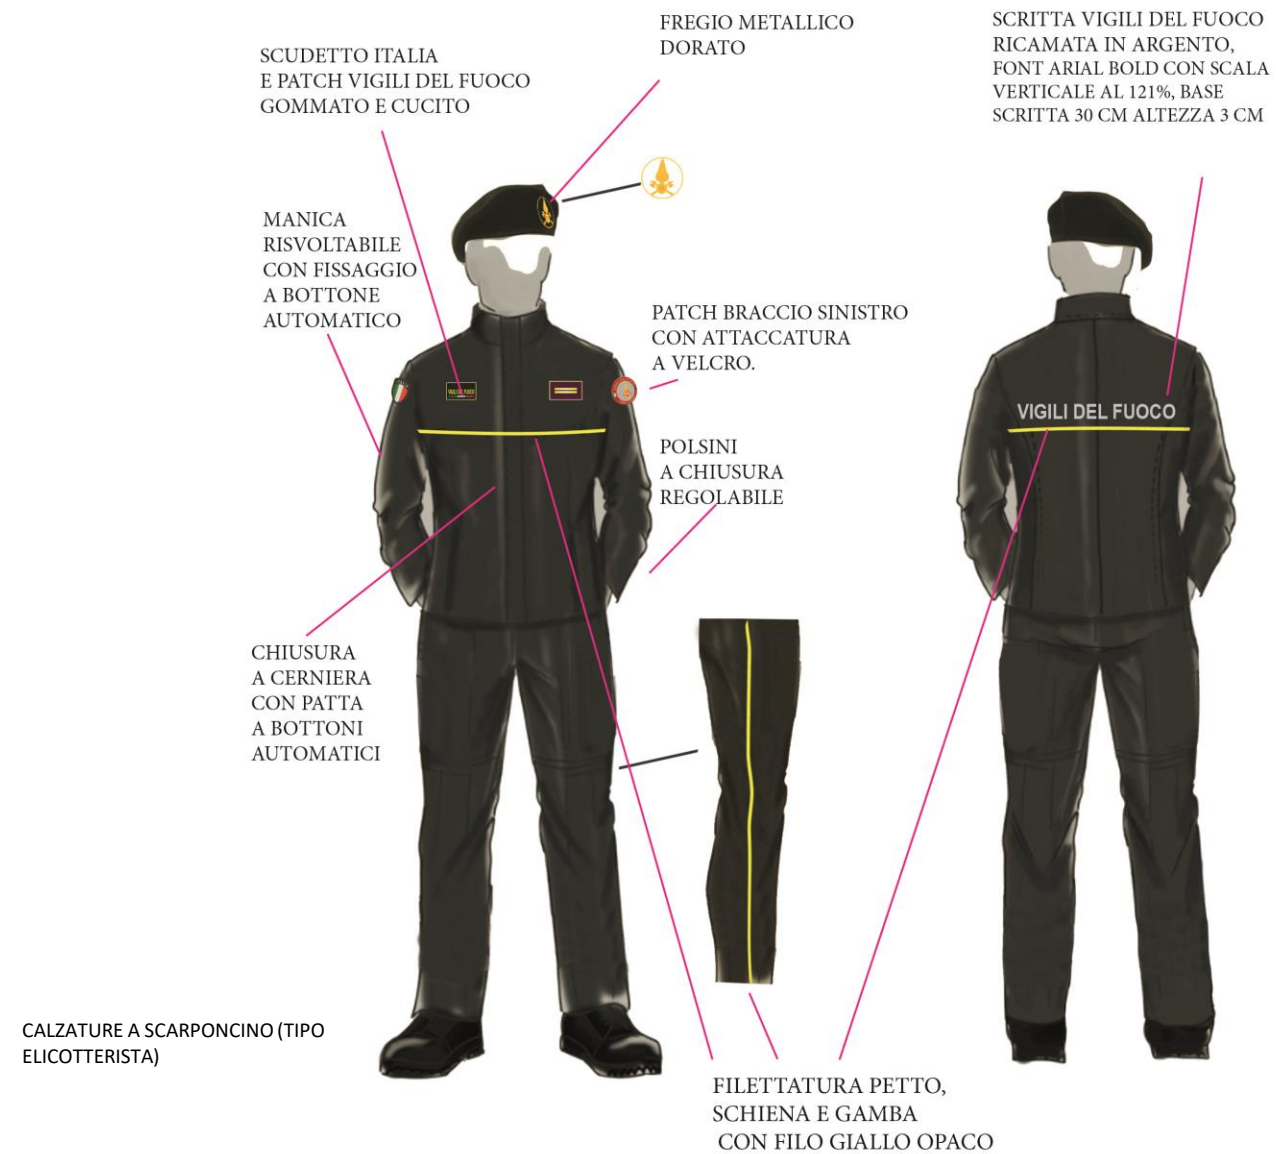 FREGIO METALLICO
DORATO
SCRITTA VIGILI DEL FUOCO
RICAMATA IN ARGENTO,
FONT ARIAL BOLD CON SCALA
VERTICALE AL 121%, BASE
SCRITTA 30 CM ALTEZZA 3 CM
SCUDETTO ITALIA
E PATCH VIGILI DEL FUOCO
GOMMATO E CUCITO
MANICA
RISVOLTABILE
CON FISSAGGIO
A BOTTONE
AUTOMATICO
PATCH BRACCIO SINISTRO
CON ATTACCATURA
A VELCRO.
VIGILI DEL FUOCO
VIGILI DEL FUOCO
POLSINI
A CHIUSURA
REGOLABILE
CHIUSURA
A CERNIERA
CON PATTA
A BOTTONI
AUTOMATICI
CALZATURE A SCARPONCINO (TIPO
ELICOTTERISTA)
FILETTATURA PETTO,
SCHIENA E GAMBA
CON FILO GIALLO OPACO